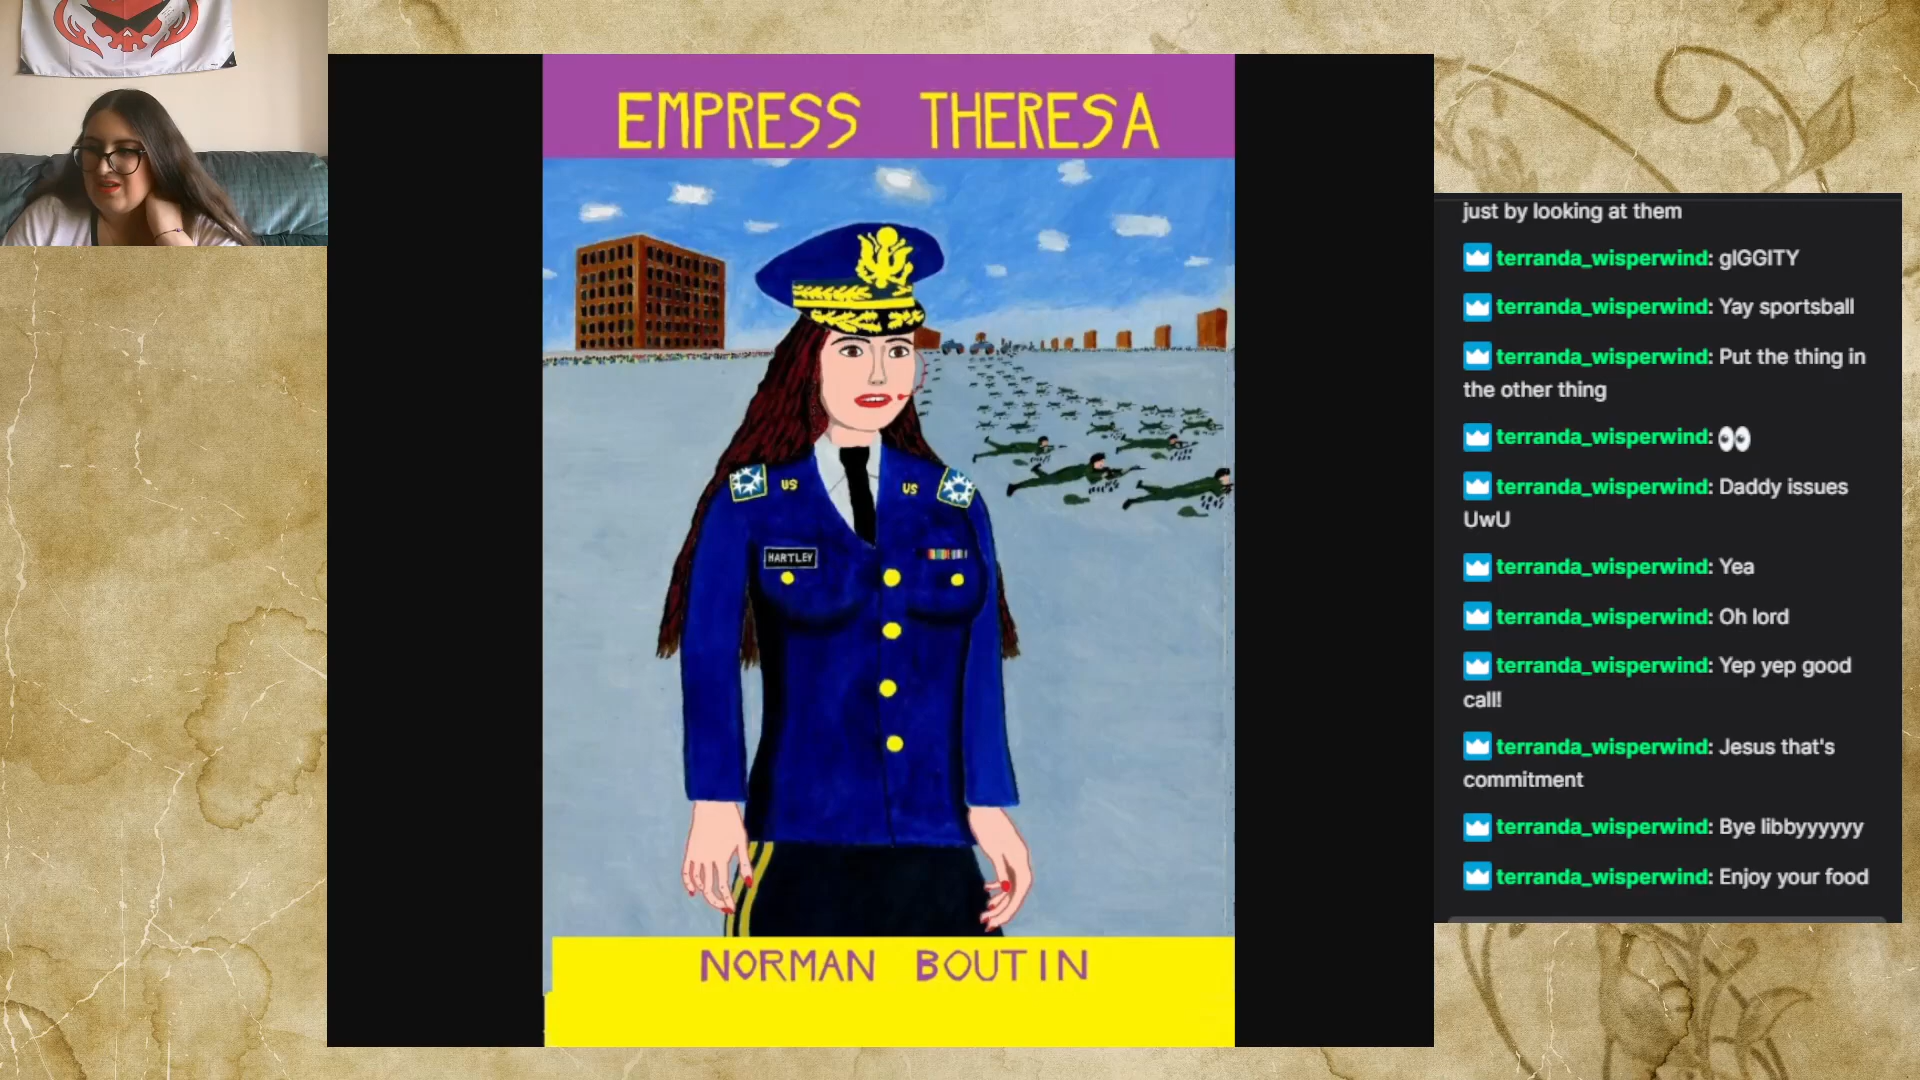 EMPRESS THERESA
US US
HARTLEY
NORMAN BOUTIN
just by looking at them
terranda_wisperwind: gIGGITY
terranda_wisperwind: Yay sportsball
terranda_wisperwind: Put the thing in
the other thing
terranda_wisperwind: 👀
terranda_wisperwind: Daddy issues
UwU
terranda_wisperwind: Yea
terranda_wisperwind: Oh lord
terranda_wisperwind: Yep yep good
call!
terranda_wisperwind: Jesus that's
commitment
terranda_wisperwind: Bye libbyyyyyy
terranda_wisperwind: Enjoy your food